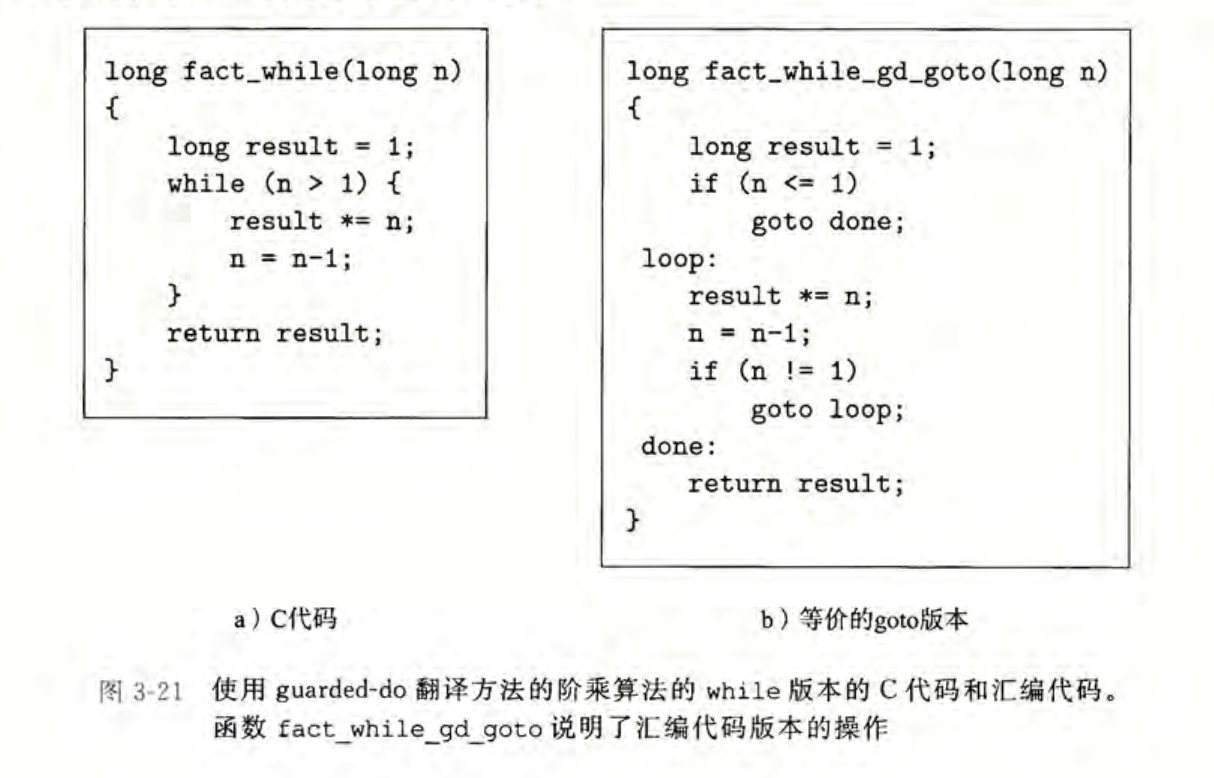 long fact_while(long n)
{
    long result = 1;
    while (n > 1) {
        result *= n;
        n = n-1;
    }
    return result;
}
long fact_while_gd_goto(long n)
{
    long result = 1;
    if (n <= 1)
        goto done;
 loop:
    result *= n;
    n = n-1;
    if (n != 1)
        goto loop;
 done:
    return result;
}
a）C代码
b）等价的goto版本
图 3-21 使用 guarded-do 翻译方法的阶乘算法的 while 版本的 C 代码和汇编代码。
函数 fact_while_gd_goto 说明了汇编代码版本的操作